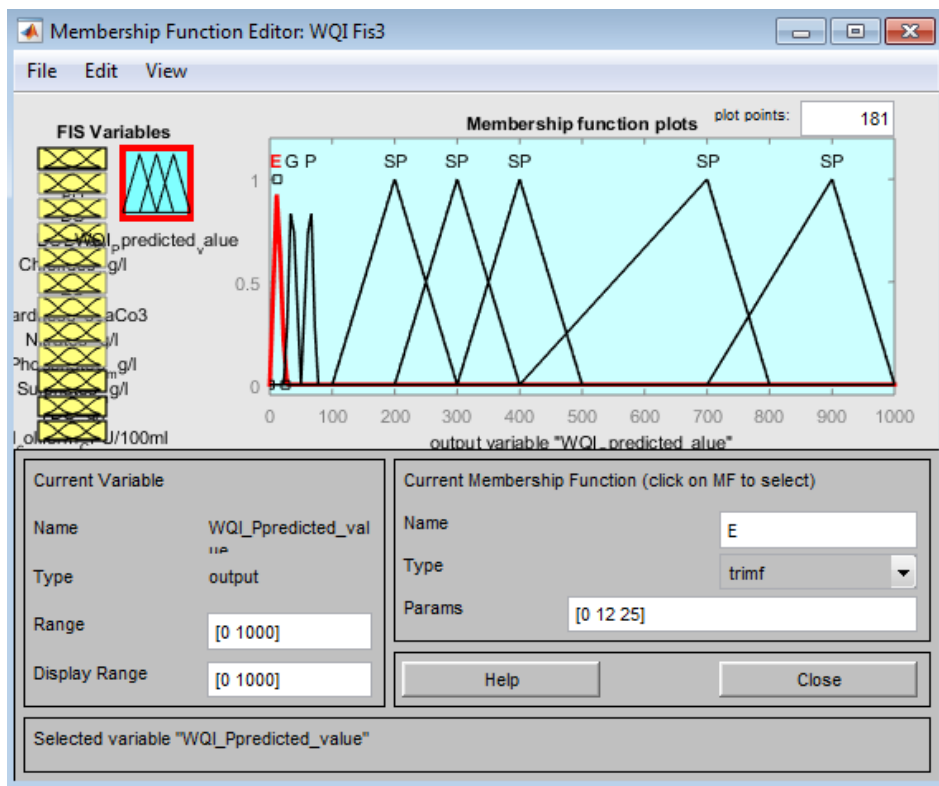 Membership Function Editor: WQI Fis3
File Edit View
FIS Variables
Membership function plots
plot points:
181
E G P SP SP SP SP SP
1
0.5
0
0 100 200 300 400 500 600 700 800 900 1000
output variable "WQI_predicted_alue"
g/l
aCo3
g/l
g/l
/100ml
Current Variable
Name WQI_Ppredicted_val
ue
Type output
Range [0 1000]
Display Range [0 1000]
Current Membership Function (click on MF to select)
Name E
Type trimf
Params [0 12 25]
Help Close
Selected variable "WQI_Ppredicted_value"